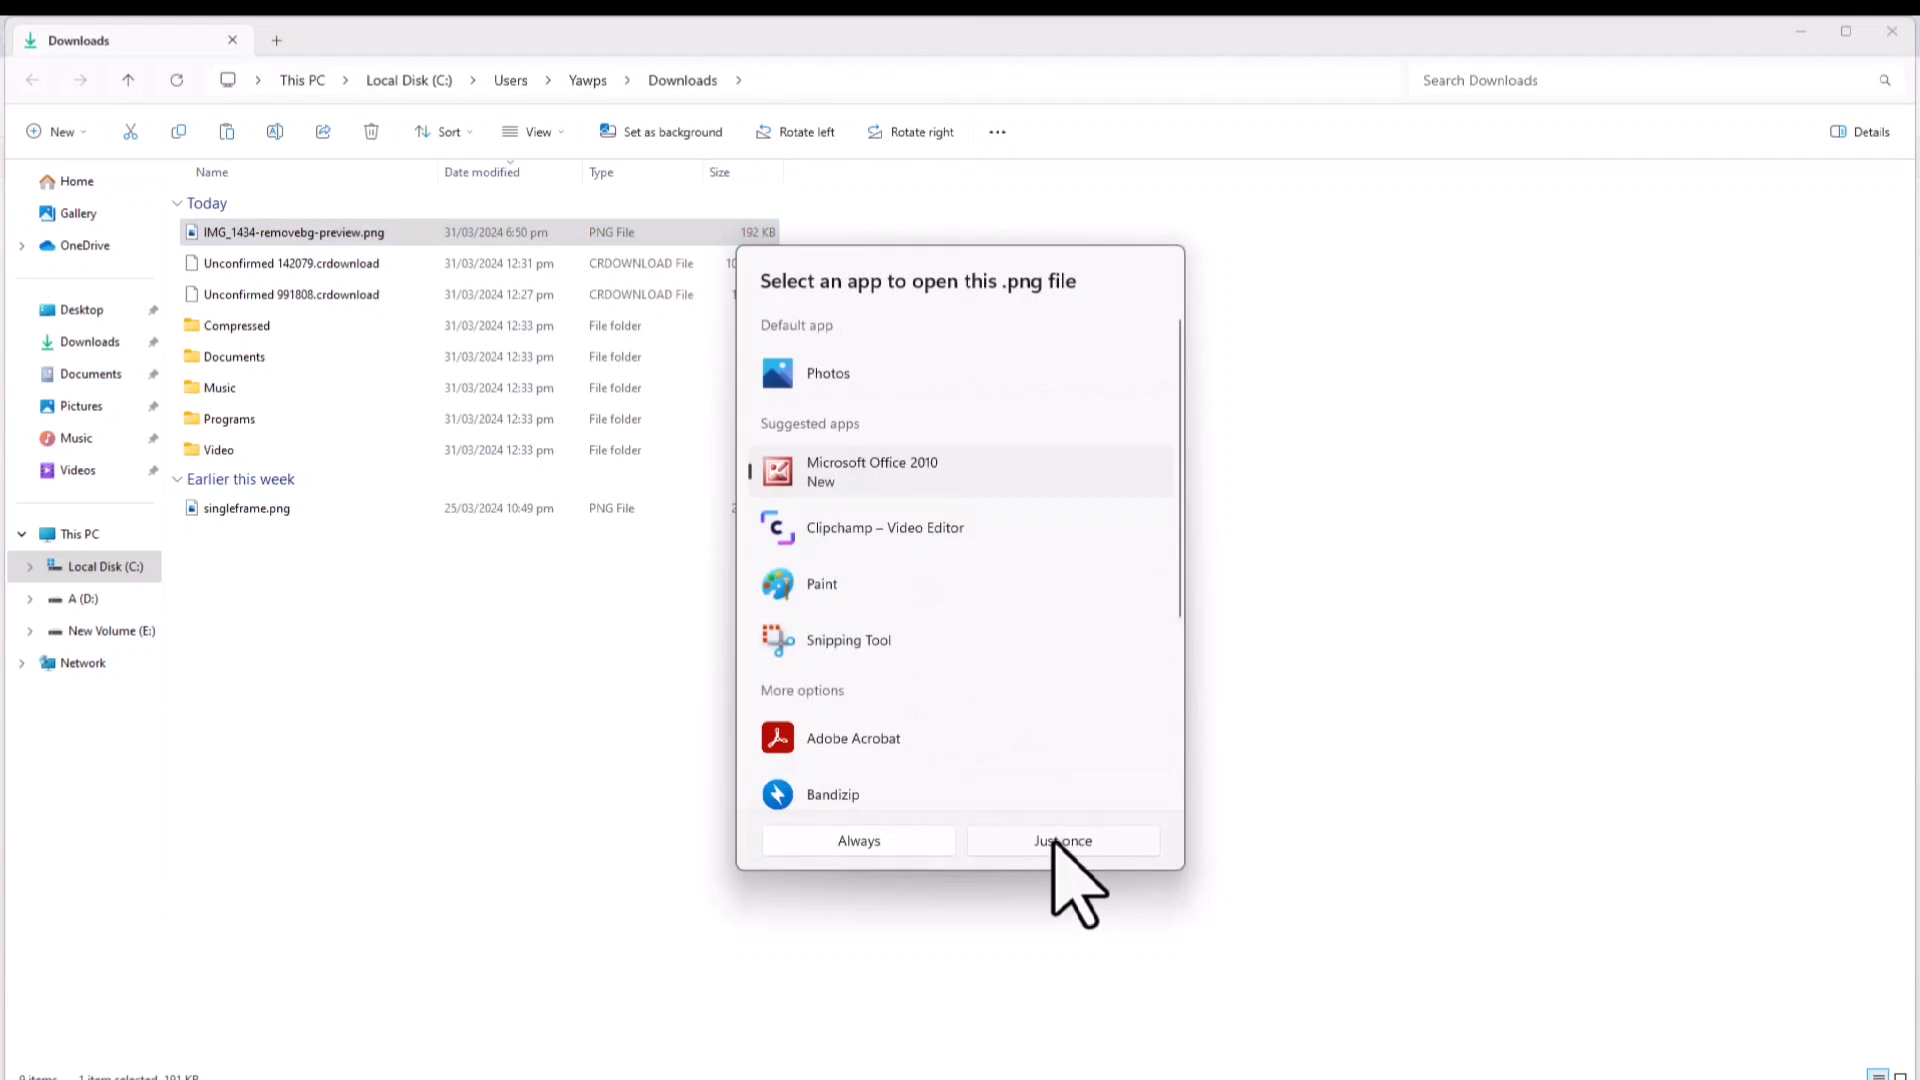 Downloads
This PC > Local Disk (C:) > Users > Yawps > Downloads >
Search Downloads
New
Sort
View
Set as background
Rotate left
Rotate right
Details
Name Date modified Type Size
Home
Gallery
OneDrive
Desktop
Downloads
Documents
Pictures
Music
Videos
This PC
Local Disk (C:)
A (D:)
New Volume (E:)
Network
Today
IMG_1434-removebg-preview.png 31/03/2024 6:50 pm PNG File 192 KB
Unconfirmed 142079.crdownload 31/03/2024 12:31 pm CRDOWNLOAD File
Unconfirmed 991808.crdownload 31/03/2024 12:27 pm CRDOWNLOAD File
Compressed 31/03/2024 12:33 pm File folder
Documents 31/03/2024 12:33 pm File folder
Music 31/03/2024 12:33 pm File folder
Programs 31/03/2024 12:33 pm File folder
Video 31/03/2024 12:33 pm File folder
Earlier this week
singleframe.png 25/03/2024 10:49 pm PNG File
Select an app to open this .png file
Default app
Photos
Suggested apps
Microsoft Office 2010
New
Clipchamp – Video Editor
Paint
Snipping Tool
More options
Adobe Acrobat
Bandizip
Always
Just once
9 items 1 item selected 191 KB